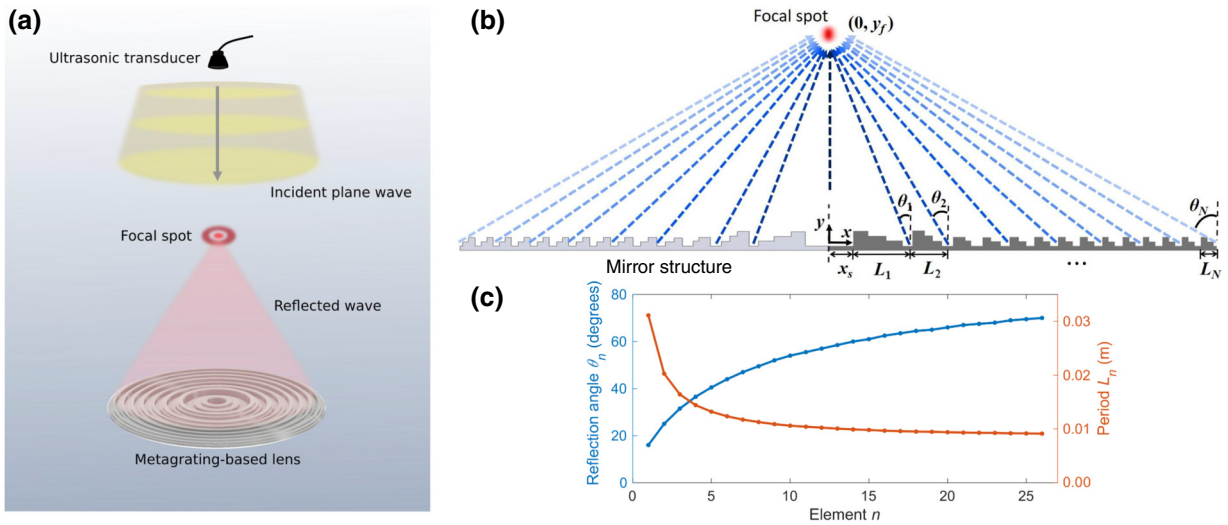 (a)
Ultrasonic transducer
Incident plane wave
Focal spot
Reflected wave
Metagrating-based lens
(b)
Focal spot
(0, y_f)
θ_1
θ_2
θ_N
y
x
Mirror structure
x_s
L_1
L_2
...
L_N
(c)
Reflection angle θ_n (degrees)
80
60
40
20
0
0
5
10
15
20
25
Element n
0.03
0.02
0.01
0.00
Period L_n (m)